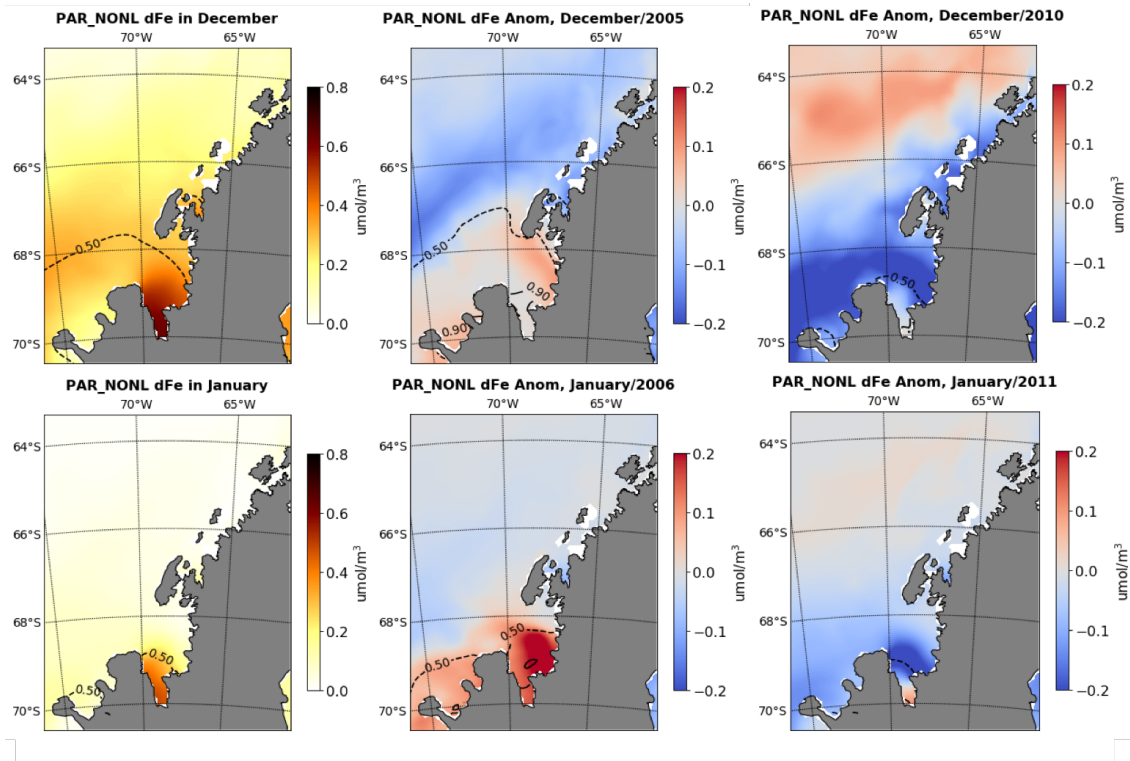 PAR_NONL dFe in December
70°W 65°W
64°S
66°S
68°S
70°S
0.50
0.8
0.6
0.4
0.2
0.0
umol/m³
PAR_NONL dFe Anom, December/2005
70°W 65°W
64°S
66°S
68°S
70°S
0.50
0.90
0.90
0.2
0.1
0.0
−0.1
−0.2
umol/m³
PAR_NONL dFe Anom, December/2010
70°W 65°W
64°S
66°S
68°S
70°S
0.50
0.2
0.1
0.0
−0.1
−0.2
umol/m³
PAR_NONL dFe in January
70°W 65°W
64°S
66°S
68°S
70°S
0.50
0.50
0.8
0.6
0.4
0.2
0.0
umol/m³
PAR_NONL dFe Anom, January/2006
70°W 65°W
64°S
66°S
68°S
70°S
0.50
0.50
0.2
0.1
0.0
−0.1
−0.2
umol/m³
PAR_NONL dFe Anom, January/2011
70°W 65°W
64°S
66°S
68°S
70°S
0.2
0.1
0.0
−0.1
−0.2
umol/m³